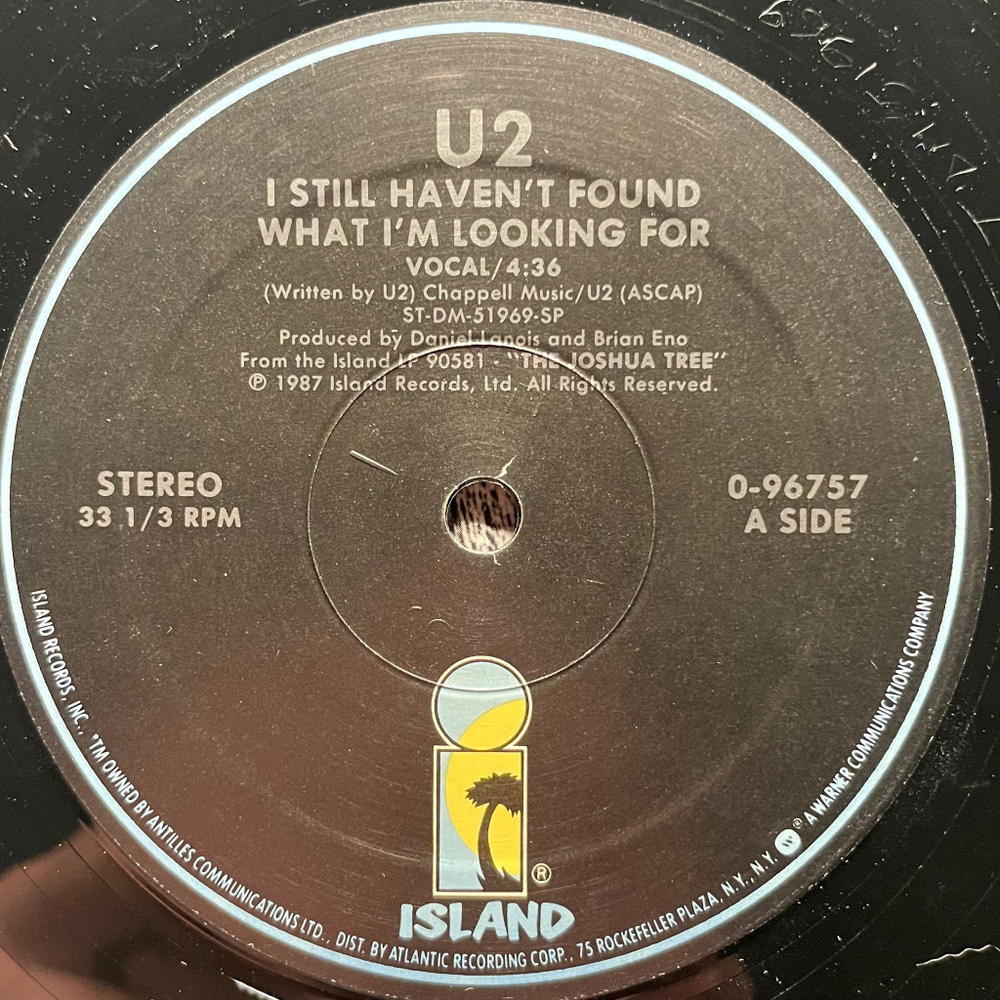 U2
I STILL HAVEN'T FOUND
WHAT I'M LOOKING FOR
VOCAL/4:36
(Written by U2) Chappell Music/U2 (ASCAP)
ST-DM-51969-SP
Produced by Daniel Lanois and Brian Eno
From the Island LP 90581 - "THE JOSHUA TREE"
℗ 1987 Island Records, Ltd. All Rights Reserved.
STEREO
33 1/3 RPM
0-96757
A SIDE
®
ISLAND
ISLAND RECORDS, INC., *TM OWNED BY ANTILLES COMMUNICATIONS LTD., DIST. BY ATLANTIC RECORDING CORP., 75 ROCKEFELLER PLAZA, N.Y., N.Y. ® A WARNER COMMUNICATIONS COMPANY